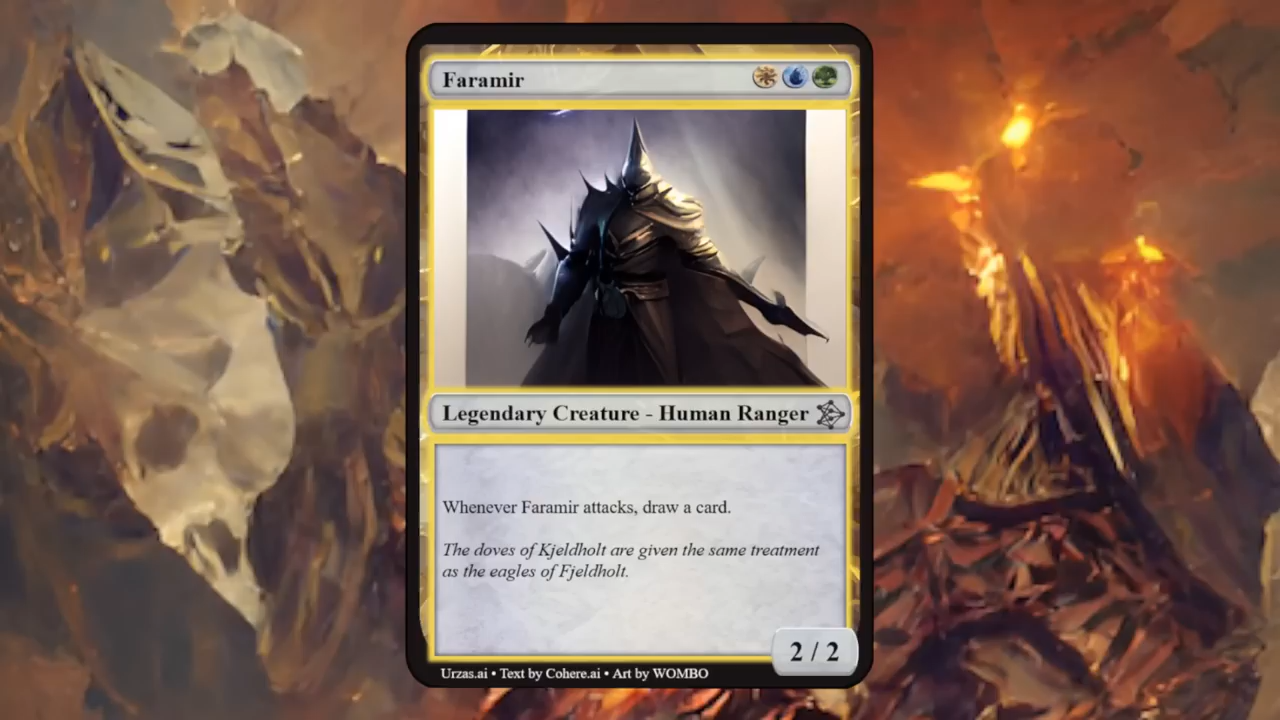 Faramir
Legendary Creature - Human Ranger
Whenever Faramir attacks, draw a card.
The doves of Kjeldholt are given the same treatment
as the eagles of Fjeldholt.
2 / 2
Urzas.ai • Text by Cohere.ai • Art by WOMBO